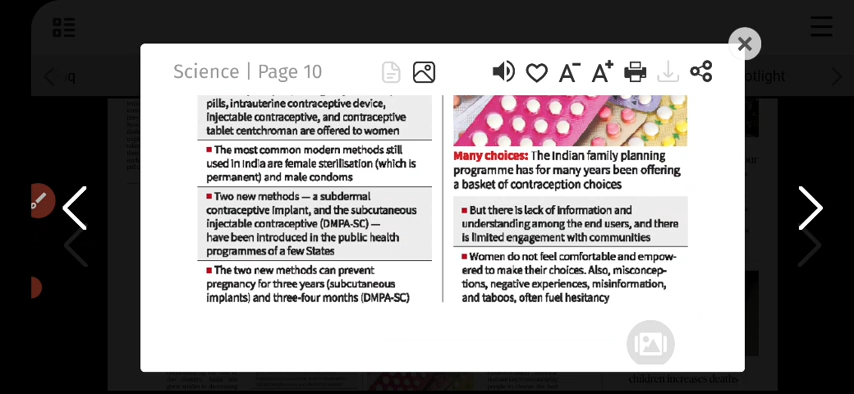 Science | Page 10
A-
A+
pills, intrauterine contraceptive device,
injectable contraceptive, and contraceptive
tablet centchroman are offered to women
■ The most common modern methods still
used in India are female sterilisation (which is
permanent) and male condoms
■ Two new methods — a subdermal
contraceptive implant, and the subcutaneous
injectable contraceptive (DMPA-SC) —
have been introduced in the public health
programmes of a few States
■ The two new methods can prevent
pregnancy for three years (subcutaneous
implants) and three-four months (DMPA-SC)
Many choices: The Indian family planning
programme has for many years been offering
a basket of contraception choices
■ But there is lack of information and
understanding among the end users, and there
is limited engagement with communities
■ Women do not feel comfortable and empow-
ered to make their choices. Also, misconcep-
tions, negative experiences, misinformation,
and taboos, often fuel hesitancy
children increases deaths